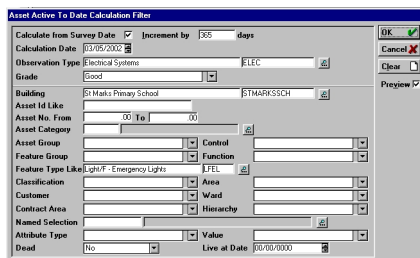 Asset Active To Date Calculation Filter
Calculate from Survey Date Increment by 365 days
Calculation Date 03/05/2002
Observation Type Electrical Systems ELEC
Grade Good
Building St Marks Primary School STMARKSSCH
Asset Id Like
Asset No. From .00 To .00
Asset Category
Asset Group Control
Feature Group Function
Feature Type Like Light/F - Emergency Lights LFEL
Classification Area
Customer Ward
Contract Area Hierarchy
Named Selection
Attribute Type Value
Dead No Live at Date 00/00/0000
OK
Cancel
Clear
Preview